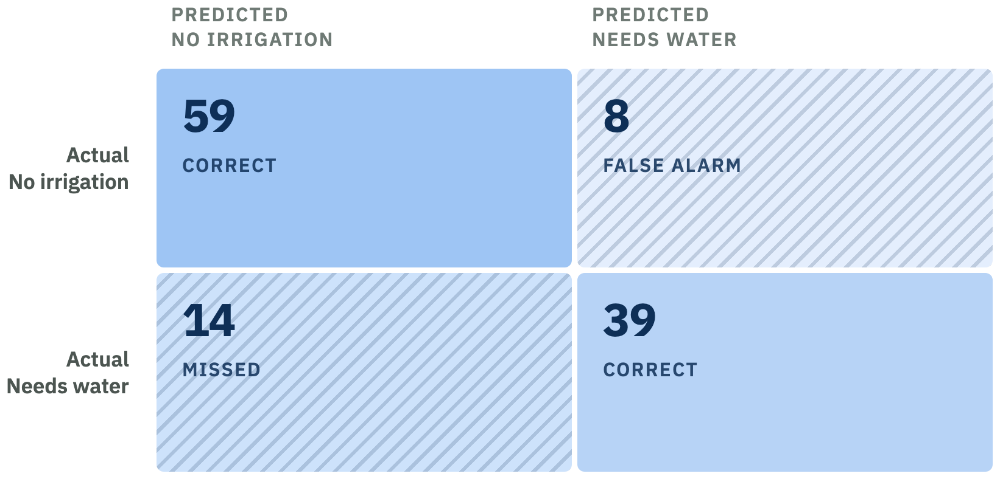 PREDICTED
NO IRRIGATION
PREDICTED
NEEDS WATER
Actual
No irrigation
59
CORRECT
8
FALSE ALARM
Actual
Needs water
14
MISSED
39
CORRECT